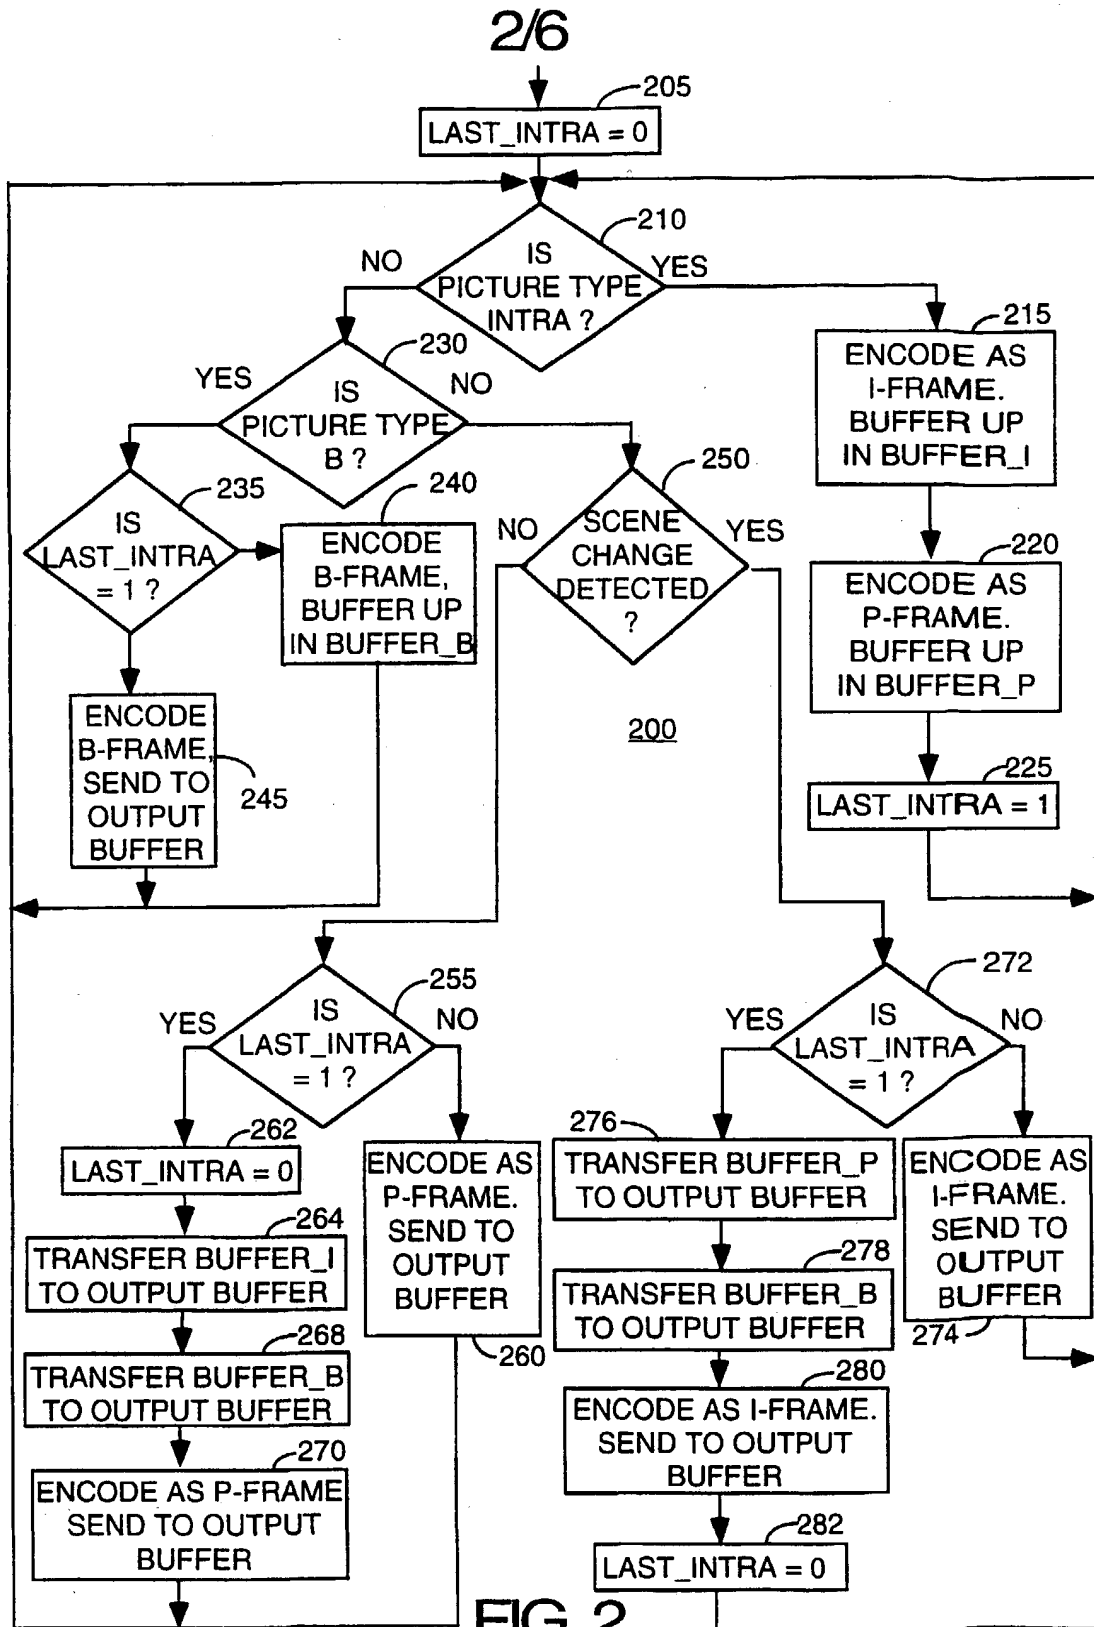 2/6
205
LAST_INTRA = 0
210
IS
PICTURE TYPE
INTRA ?
NO
YES
215
ENCODE AS
I-FRAME.
BUFFER UP
IN BUFFER_I
230
YES
NO
IS
PICTURE TYPE
B ?
220
ENCODE AS
P-FRAME.
BUFFER UP
IN BUFFER_P
235
IS
LAST_INTRA
= 1 ?
240
ENCODE
B-FRAME,
BUFFER UP
IN BUFFER_B
250
NO
YES
SCENE
CHANGE
DETECTED
?
200
225
LAST_INTRA = 1
ENCODE
B-FRAME,
SEND TO
OUTPUT
BUFFER
245
255
YES
NO
IS
LAST_INTRA
= 1 ?
272
YES
NO
IS
LAST_INTRA
= 1 ?
262
LAST_INTRA = 0
264
TRANSFER BUFFER_I
TO OUTPUT BUFFER
268
TRANSFER BUFFER_B
TO OUTPUT BUFFER
270
ENCODE AS P-FRAME
SEND TO OUTPUT
BUFFER
ENCODE AS
P-FRAME.
SEND TO
OUTPUT
BUFFER
260
276
TRANSFER BUFFER_P
TO OUTPUT BUFFER
278
TRANSFER BUFFER_B
TO OUTPUT BUFFER
280
ENCODE AS I-FRAME.
SEND TO OUTPUT
BUFFER
282
LAST_INTRA = 0
ENCODE AS
I-FRAME.
SEND TO
OUTPUT
BUFFER
274
FIG. 2